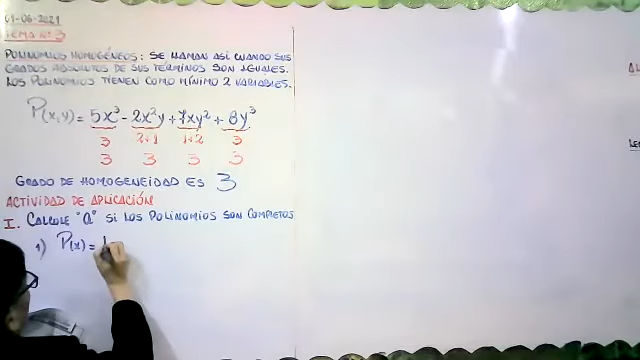 01-06-2021
TEMA Nº 3
POLINOMIOS HOMOGÉNEOS: SE LLAMAN ASÍ CUANDO SUS
GRADOS ABSOLUTOS DE SUS TÉRMINOS SON IGUALES.
LOS POLINOMIOS TIENEN COMO MÍNIMO 2 VARIABLES.
P(x,y) = 5x³ - 2x²y + 7xy² + 8y³
3 2+1 1+2 3
3 3 3 3
GRADO DE HOMOGENEIDAD ES 3
ACTIVIDAD DE APLICACIÓN
I. CALCULE "a" SI LOS POLINOMIOS SON COMPLETOS
1) P(x) =